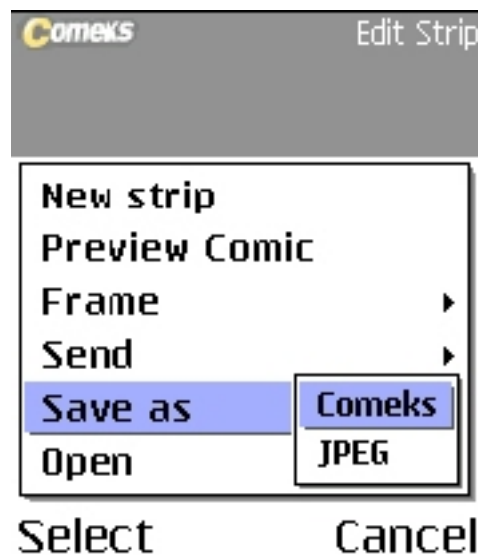 Comeks Edit Strip
New strip
Preview Comic
Frame
Send
Save as Comeks
Open JPEG
Select Cancel